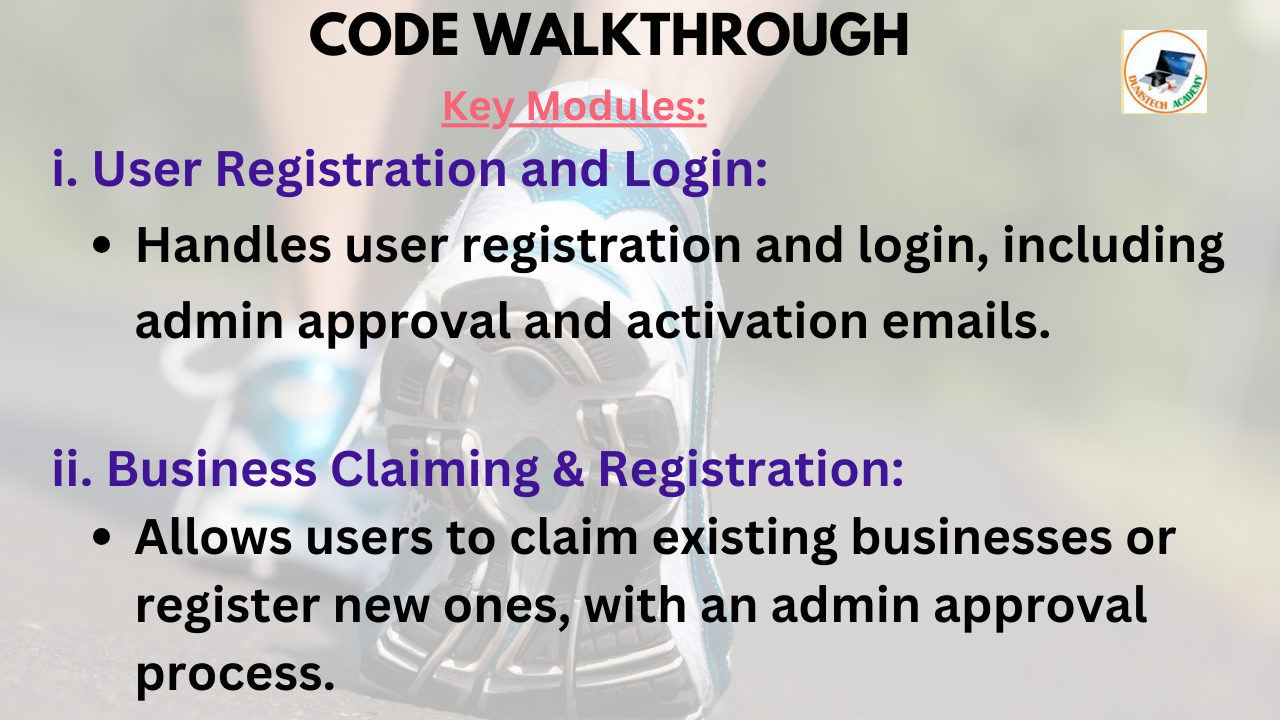 CODE WALKTHROUGH
DUMSTECH ACADEMY
Key Modules:
i. User Registration and Login:
• Handles user registration and login, including
admin approval and activation emails.
ii. Business Claiming & Registration:
• Allows users to claim existing businesses or
register new ones, with an admin approval
process.